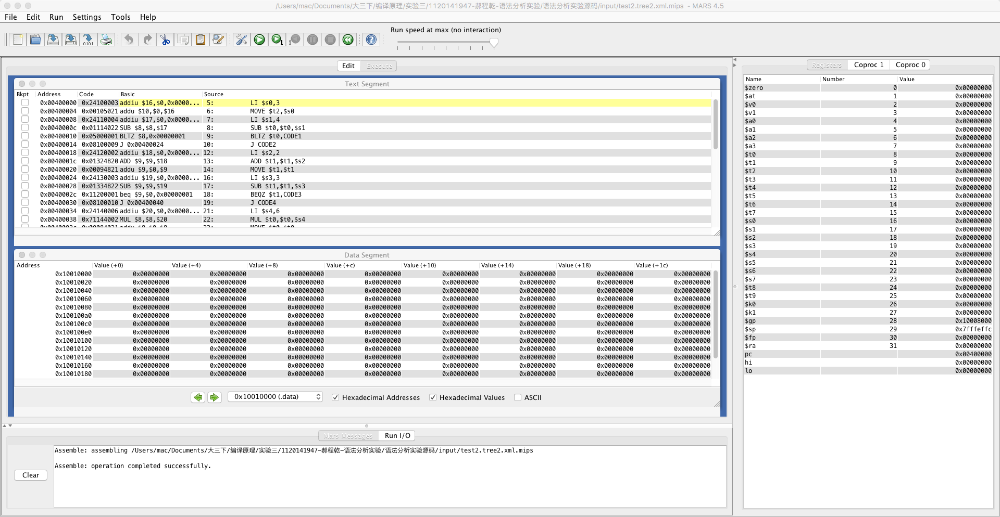 /Users/mac/Documents/大三下/编译原理/实验三/1120141947-郝程乾-语法分析实验/语法分析实验源码/input/test2.tree2.xml.mips - MARS 4.5
File Edit Run Settings Tools Help
Run speed at max (no interaction)
Edit Execute
Registers Coproc 1 Coproc 0
Text Segment
Bkpt Address Code Basic Source
0x00400000 0x24100003 addiu $16,$0,0x0000... 5: LI $s0,3
0x00400004 0x00105021 addu $10,$0,$16 6: MOVE $t2,$s0
0x00400008 0x24110004 addiu $17,$0,0x0000... 7: LI $s1,4
0x0040000c 0x01114022 SUB $8,$8,$17 8: SUB $t0,$t0,$s1
0x00400010 0x05000001 BLTZ $8,0x00000001 9: BLTZ $t0,CODE1
0x00400014 0x08100009 J 0x00400024 10: J CODE2
0x00400018 0x24120002 addiu $18,$0,0x0000... 12: LI $s2,2
0x0040001c 0x01324820 ADD $9,$9,$18 13: ADD $t1,$t1,$s2
0x00400020 0x00094821 addu $9,$0,$9 14: MOVE $t1,$t1
0x00400024 0x24130003 addiu $19,$0,0x0000... 16: LI $s3,3
0x00400028 0x01334822 SUB $9,$9,$19 17: SUB $t1,$t1,$s3
0x0040002c 0x11200001 beq $9,$0,0x00000001 18: BEQZ $t1,CODE3
0x00400030 0x08100010 J 0x00400040 19: J CODE4
0x00400034 0x24140006 addiu $20,$0,0x0000... 21: LI $s4,6
0x00400038 0x71144002 MUL $8,$8,$20 22: MUL $t0,$t0,$s4
0x0040003c 0x00084021 addu $8,$0,$8 23: MOVE $t0,$t0
Data Segment
Address Value (+0) Value (+4) Value (+8) Value (+c) Value (+10) Value (+14) Value (+18) Value (+1c)
0x10010000 0x00000000 0x00000000 0x00000000 0x00000000 0x00000000 0x00000000 0x00000000 0x00000000
0x10010020 0x00000000 0x00000000 0x00000000 0x00000000 0x00000000 0x00000000 0x00000000 0x00000000
0x10010040 0x00000000 0x00000000 0x00000000 0x00000000 0x00000000 0x00000000 0x00000000 0x00000000
0x10010060 0x00000000 0x00000000 0x00000000 0x00000000 0x00000000 0x00000000 0x00000000 0x00000000
0x10010080 0x00000000 0x00000000 0x00000000 0x00000000 0x00000000 0x00000000 0x00000000 0x00000000
0x100100a0 0x00000000 0x00000000 0x00000000 0x00000000 0x00000000 0x00000000 0x00000000 0x00000000
0x100100c0 0x00000000 0x00000000 0x00000000 0x00000000 0x00000000 0x00000000 0x00000000 0x00000000
0x100100e0 0x00000000 0x00000000 0x00000000 0x00000000 0x00000000 0x00000000 0x00000000 0x00000000
0x10010100 0x00000000 0x00000000 0x00000000 0x00000000 0x00000000 0x00000000 0x00000000 0x00000000
0x10010120 0x00000000 0x00000000 0x00000000 0x00000000 0x00000000 0x00000000 0x00000000 0x00000000
0x10010140 0x00000000 0x00000000 0x00000000 0x00000000 0x00000000 0x00000000 0x00000000 0x00000000
0x10010160 0x00000000 0x00000000 0x00000000 0x00000000 0x00000000 0x00000000 0x00000000 0x00000000
0x10010180 0x00000000 0x00000000 0x00000000 0x00000000 0x00000000 0x00000000 0x00000000 0x00000000
0x10010000 (.data) Hexadecimal Addresses Hexadecimal Values ASCII
Mars Messages Run I/O
Assemble: assembling /Users/mac/Documents/大三下/编译原理/实验三/1120141947-郝程乾-语法分析实验/语法分析实验源码/input/test2.tree2.xml.mips
Assemble: operation completed successfully.
Clear
Name Number Value
$zero 0 0x00000000
$at 1 0x00000000
$v0 2 0x00000000
$v1 3 0x00000000
$a0 4 0x00000000
$a1 5 0x00000000
$a2 6 0x00000000
$a3 7 0x00000000
$t0 8 0x00000000
$t1 9 0x00000000
$t2 10 0x00000000
$t3 11 0x00000000
$t4 12 0x00000000
$t5 13 0x00000000
$t6 14 0x00000000
$t7 15 0x00000000
$s0 16 0x00000000
$s1 17 0x00000000
$s2 18 0x00000000
$s3 19 0x00000000
$s4 20 0x00000000
$s5 21 0x00000000
$s6 22 0x00000000
$s7 23 0x00000000
$t8 24 0x00000000
$t9 25 0x00000000
$k0 26 0x00000000
$k1 27 0x00000000
$gp 28 0x10008000
$sp 29 0x7fffeffc
$fp 30 0x00000000
$ra 31 0x00000000
pc 0x00400000
hi 0x00000000
lo 0x00000000